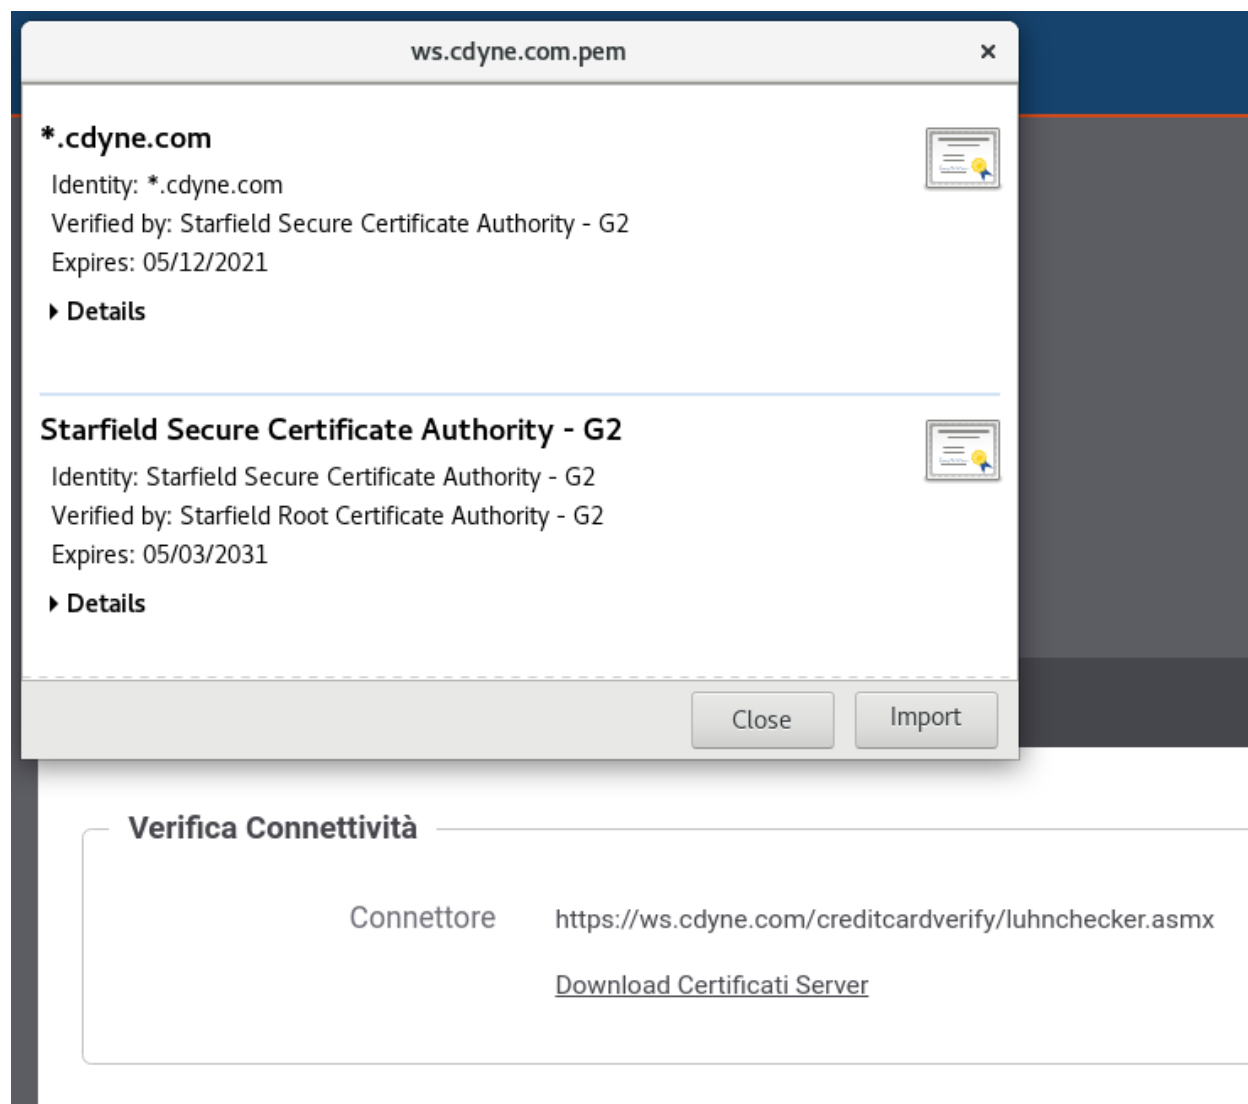 ws.cdyne.com.pem ×
*.cdyne.com
Identity: *.cdyne.com
Verified by: Starfield Secure Certificate Authority - G2
Expires: 05/12/2021
Details
Starfield Secure Certificate Authority - G2
Identity: Starfield Secure Certificate Authority - G2
Verified by: Starfield Root Certificate Authority - G2
Expires: 05/03/2031
Details
Close Import
Verifica Connettività
Connettore https://ws.cdyne.com/creditcardverify/luhnchecker.asmx
Download Certificati Server